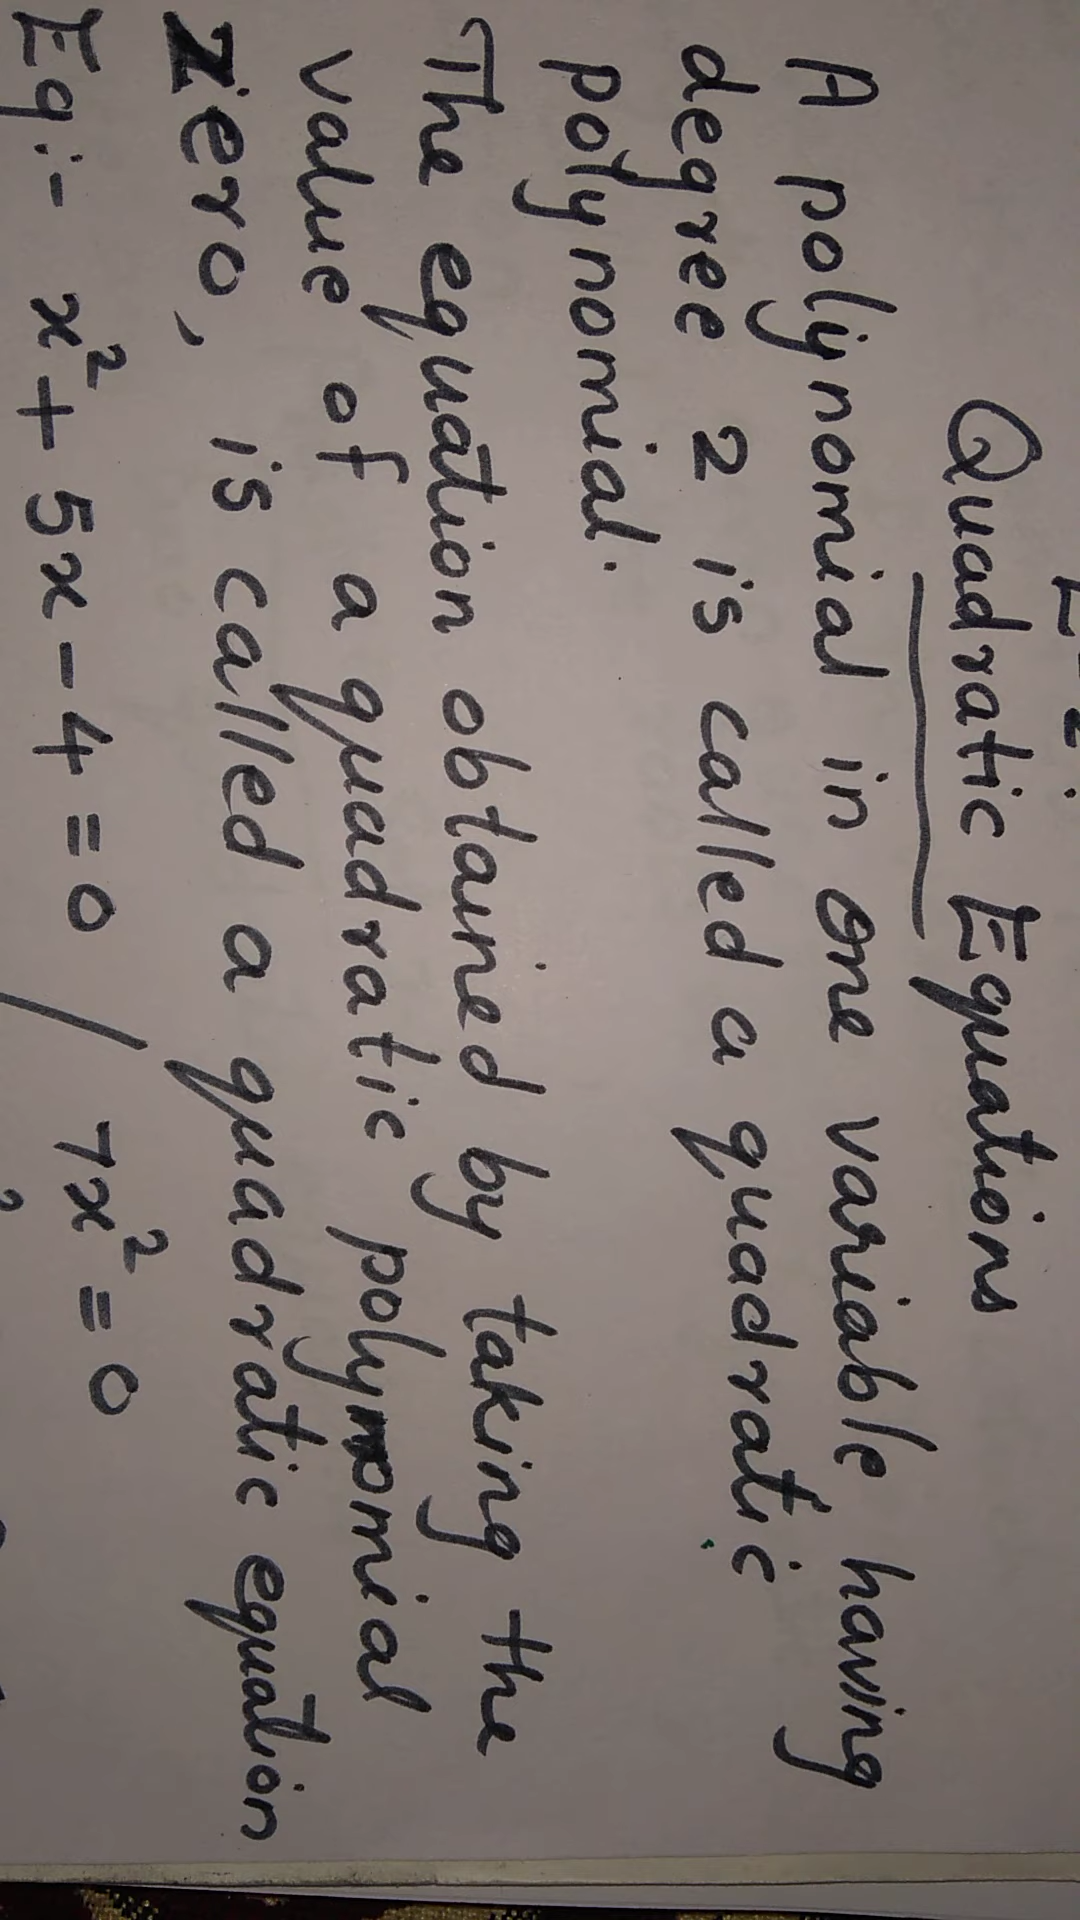 Quadratic Equations
A polynomial in one variable having
degree 2 is called a quadratic
polynomial.
The equation obtained by taking the
value of a quadratic polynomial
zero, is called a quadratic equation
Eg:- x² + 5x - 4 = 0 / 7x² = 0